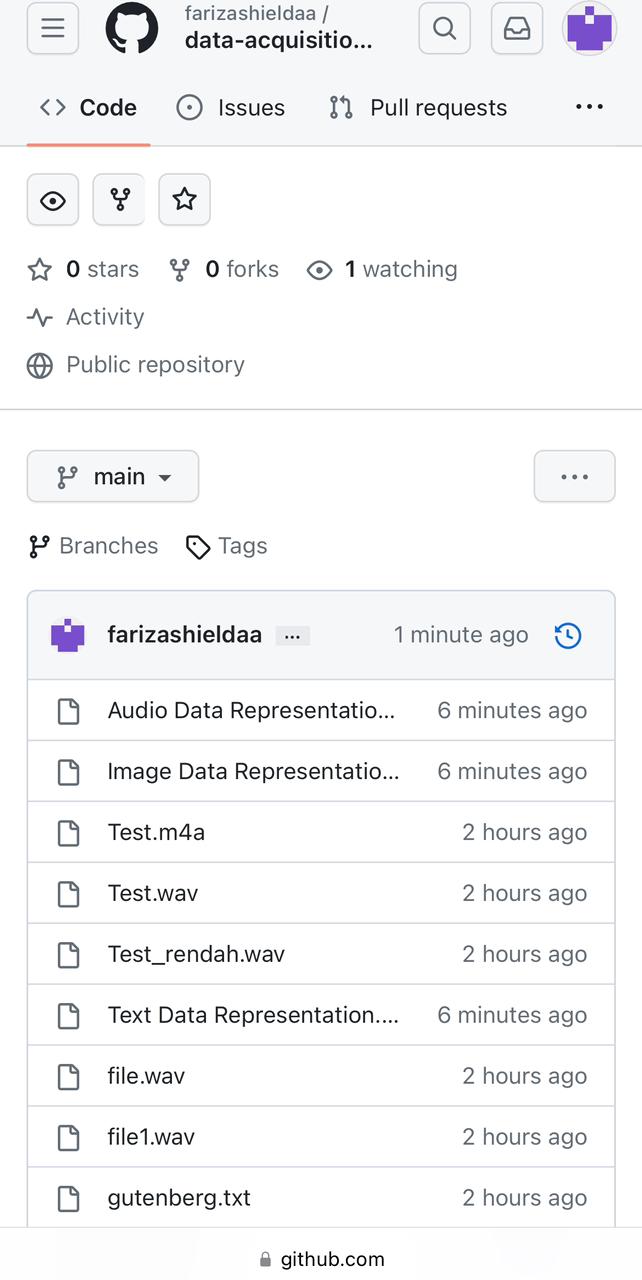 farizashieldaa /
data-acquisitio...
Code
Issues
Pull requests
0 stars
0 forks
1 watching
Activity
Public repository
main
Branches
Tags
farizashieldaa
1 minute ago
Audio Data Representatio... 6 minutes ago
Image Data Representatio... 6 minutes ago
Test.m4a 2 hours ago
Test.wav 2 hours ago
Test_rendah.wav 2 hours ago
Text Data Representation.... 6 minutes ago
file.wav 2 hours ago
file1.wav 2 hours ago
gutenberg.txt 2 hours ago
github.com